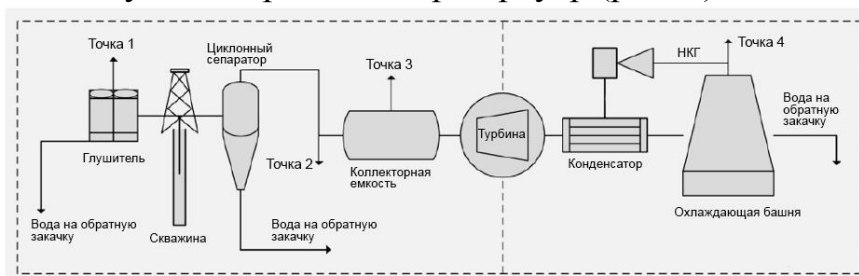 Точка 1
Циклонный
сепаратор
Точка 3
НКГ
Точка 4
Вода на
обратную
закачку
Турбина
Глушитель
Точка 2
Коллекторная
емкость
Конденсатор
Охлаждающая башня
Вода на обратную
закачку
Скважина
Вода на обратную
закачку